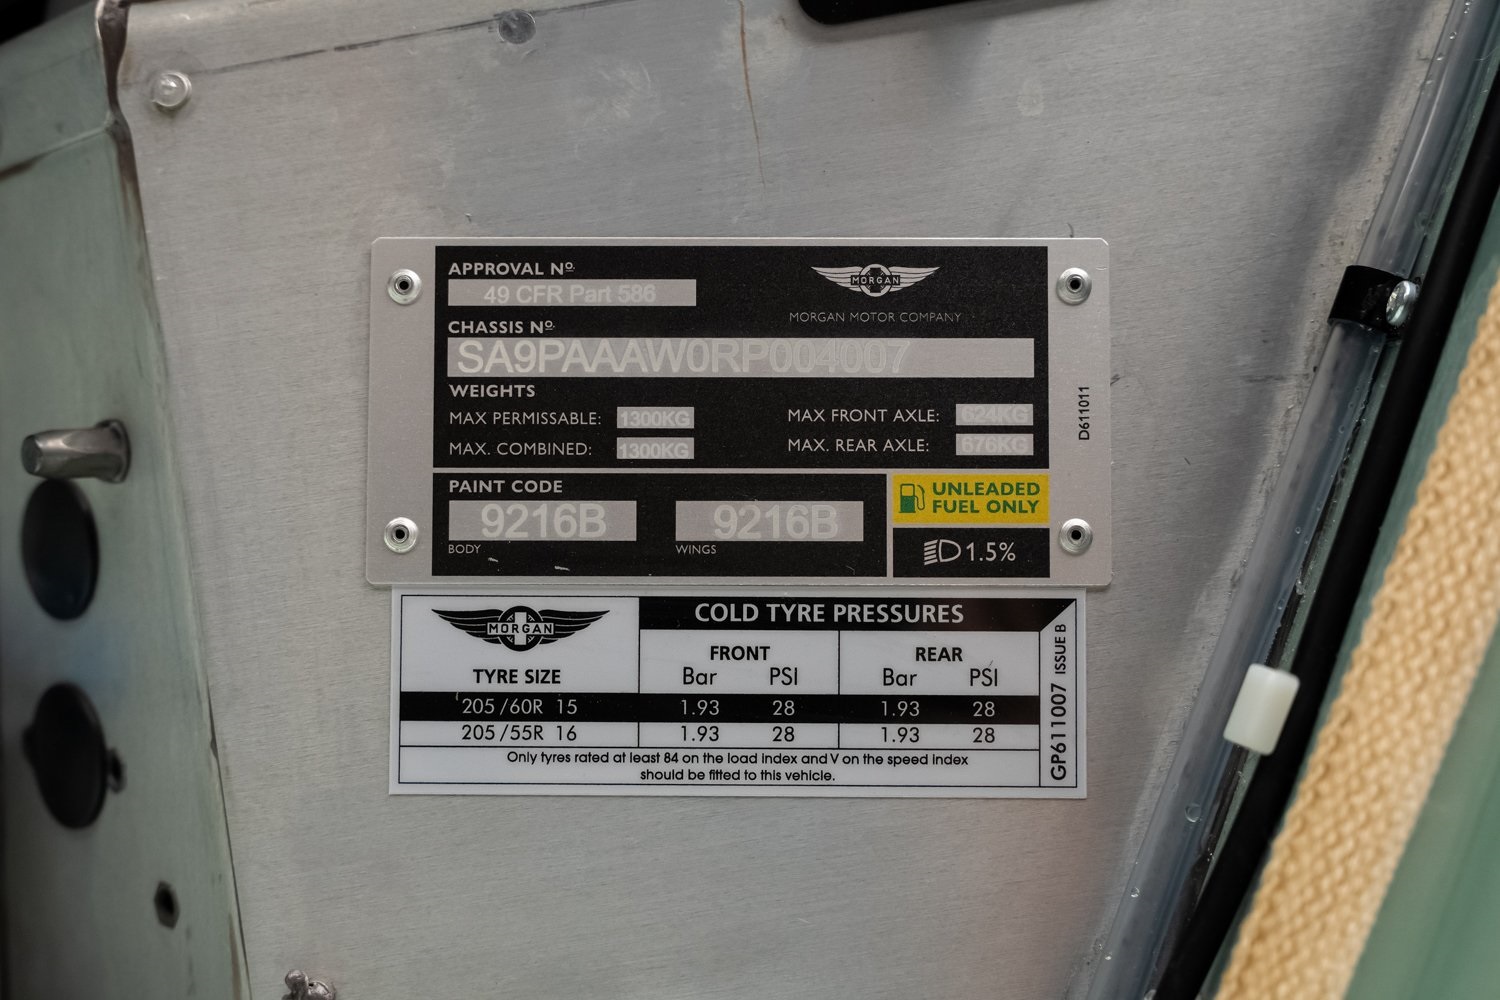 APPROVAL Nº
49 CFR Part 586
MORGAN
MORGAN MOTOR COMPANY
CHASSIS Nº
SA9PAAAW0RP004007
WEIGHTS
MAX PERMISSABLE: 1300KG
MAX. COMBINED: 1300KG
MAX FRONT AXLE: 624KG
MAX. REAR AXLE: 676KG
D611011
PAINT CODE
9216B 9216B
BODY WINGS
UNLEADED
FUEL ONLY
1.5%
MORGAN
COLD TYRE PRESSURES
TYRE SIZE
FRONT REAR
Bar PSI Bar PSI
205/60R 15 1.93 28 1.93 28
205/55R 16 1.93 28 1.93 28
Only tyres rated at least 84 on the load index and V on the speed index
should be fitted to this vehicle.
GP611007 ISSUE B